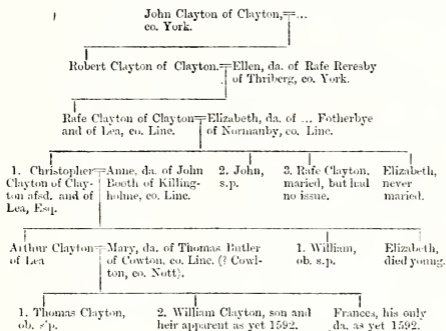 John Clayton of Clayton, = ...
co. York.
Robert Clayton of Clayton. = Ellen, da. of Rafe Reresby
of Thriberg, co. York.
Rafe Clayton of Clayton = Elizabeth, da. of ... Fotherbye
and of Lea, co. Linc. of Normanby, co. Linc.
1. Christopher = Anne, da. of John 2. John, 3. Rafe Clayton. Elizabeth,
Clayton of Clay- Booth of Killing- s.p. maried, but had never
ton afsd. and of holme, co. Linc. no issue. maried.
Lea, Esq.
Arthur Clayton = Mary, da. of Thomas Butler 1. William, Elizabeth,
of Lea of Cowton, co. Linc. (? Cowl- ob. s.p. died young.
ton, co. Nott).
1. Thomas Clayton, 2. William Clayton, son and Frances, his only
ob. s.p. heir apparent as yet 1592. da. as yet 1592.